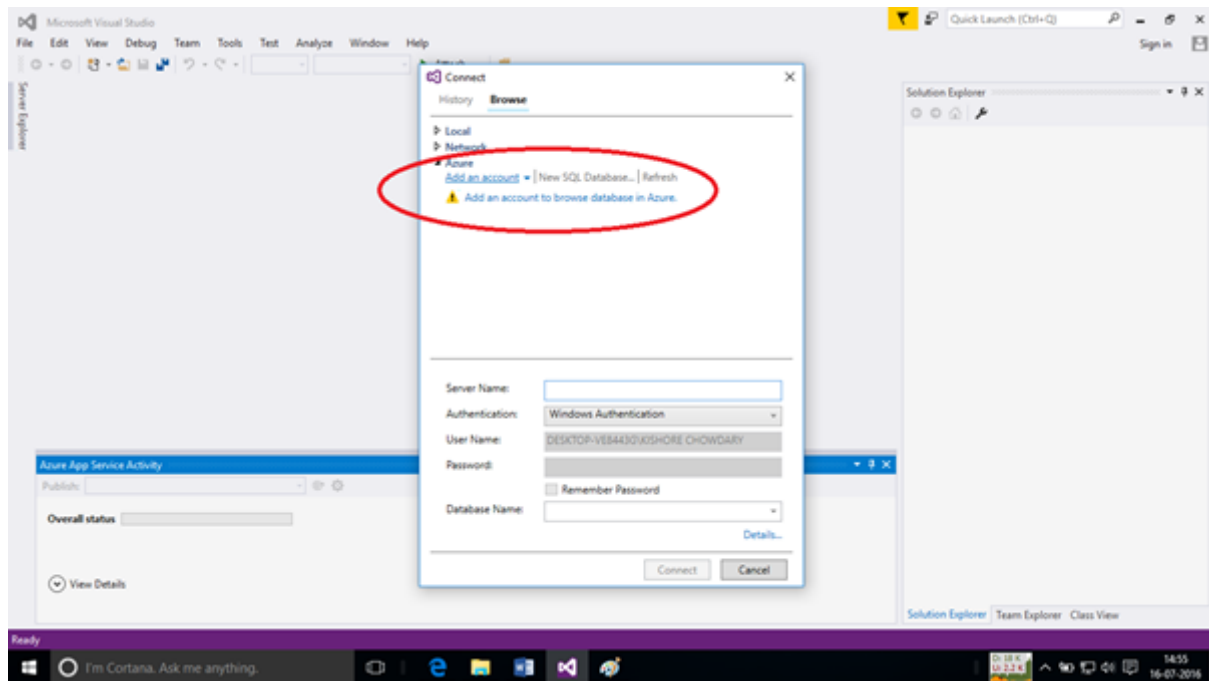 Microsoft Visual Studio
Quick Launch (Ctrl+Q)
File Edit View Debug Team Tools Test Analyze Window Help
Sign in
Server Explorer
Connect
History Browse
Local
Network
Azure
Add an account New SQL Database... Refresh
Add an account to browse database in Azure.
Server Name:
Authentication: Windows Authentication
User Name: DESKTOP-VE8443O\KISHORE CHOWDARY
Password:
Remember Password
Database Name:
Details...
Connect Cancel
Solution Explorer
Azure App Service Activity
Publish:
Overall status
View Details
Solution Explorer Team Explorer Class View
Ready
I'm Cortana. Ask me anything.
D: 18 K
U: 2.2 K
14:55
16-07-2016